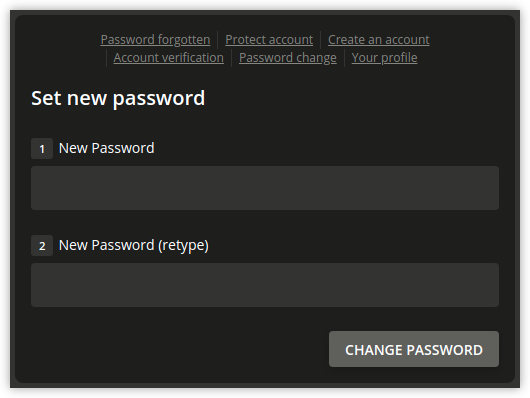 Password forgotten Protect account Create an account
Account verification Password change Your profile
Set new password
1 New Password
2 New Password (retype)
CHANGE PASSWORD